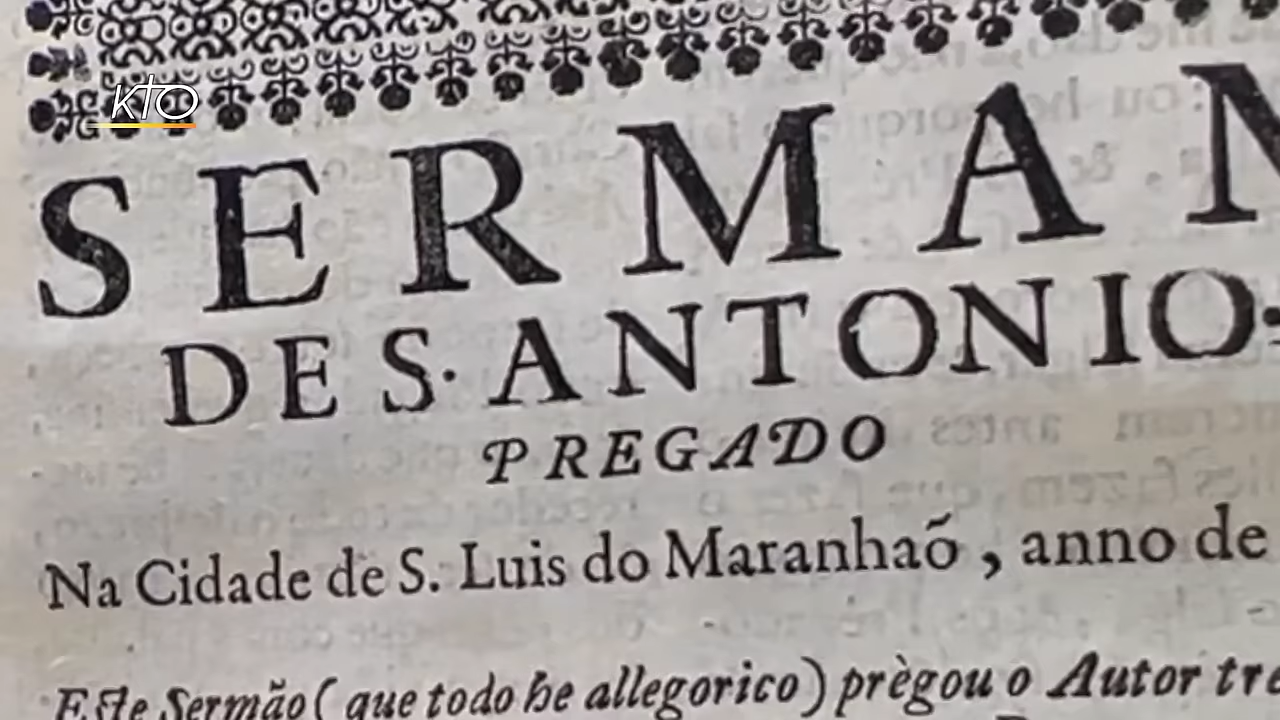 KTO
SERMAM
DE S. ANTONIO:
PREGADO
Na Cidade de S. Luis do Maranhaõ, anno de
Este Sermão (que todo he allegorico) prègou o Autor tre